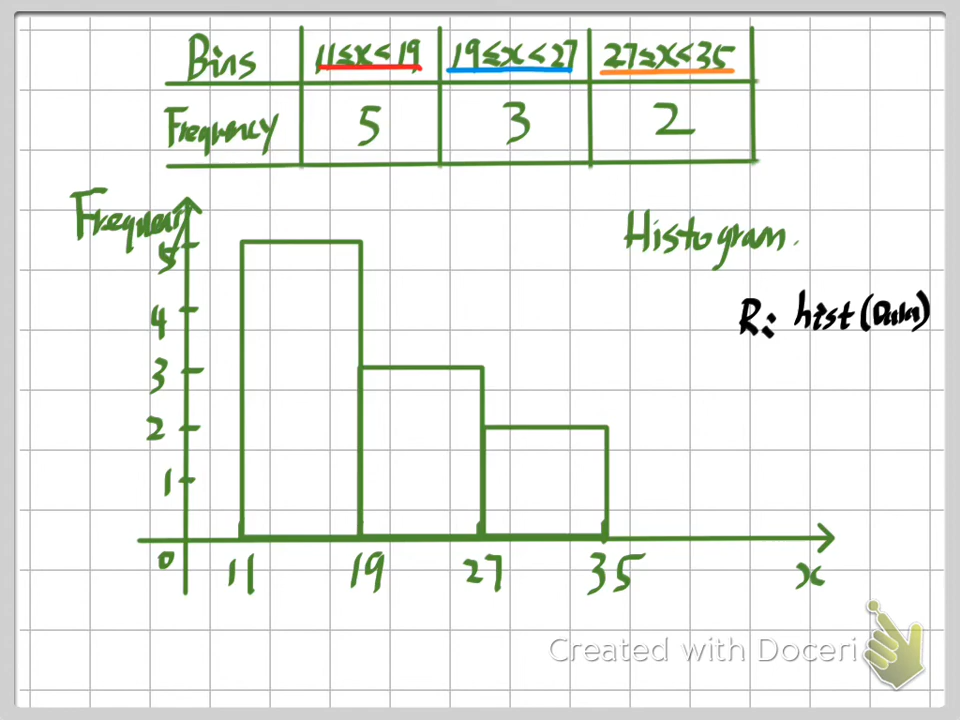 Bins 11≤x<19 19≤x<27 27≥x<35
Frequency 5 3 2
Frequen
Histogram.
5
R: hist(Data)
4
3
2
1
0 11 19 27 35 x
Created with Doceri